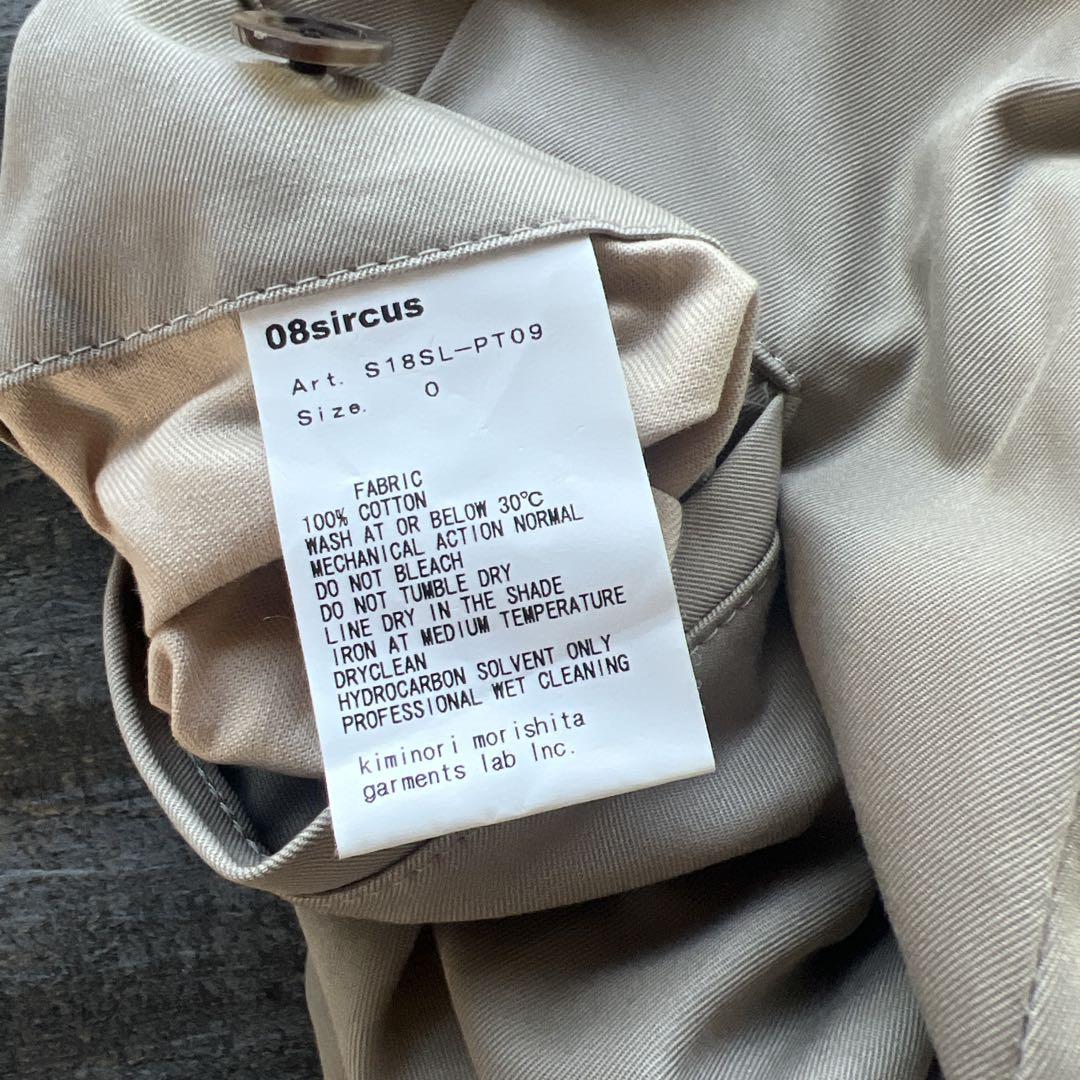 08sircus
Art. S18SL-PT09
Size. 0
FABRIC
100% COTTON
WASH AT OR BELOW 30℃
MECHANICAL ACTION NORMAL
DO NOT BLEACH
DO NOT TUMBLE DRY
LINE DRY IN THE SHADE
IRON AT MEDIUM TEMPERATURE
DRYCLEAN
HYDROCARBON SOLVENT ONLY
PROFESSIONAL WET CLEANING
kiminori morishita
garments lab Inc.